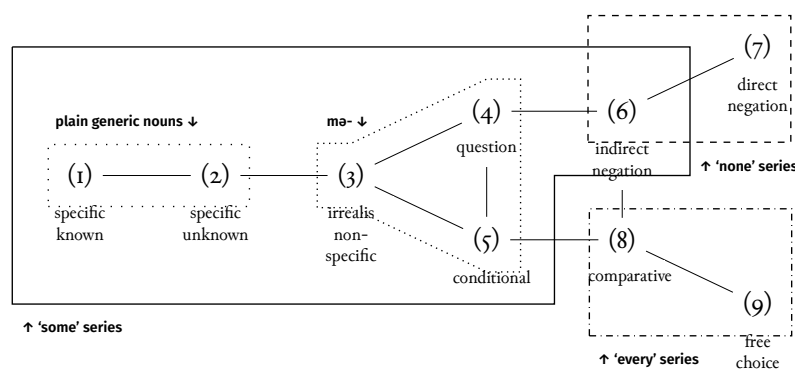 (7)
direct
negation
plain generic nouns ↓
mə- ↓
(4)
question
(6)
indirect
negation
↑ ‘none’ series
(1)
specific
known
(2)
specific
unknown
(3)
irrealis
non-
specific
(5)
conditional
(8)
comparative
(9)
free
choice
↑ ‘some’ series
↑ ‘every’ series